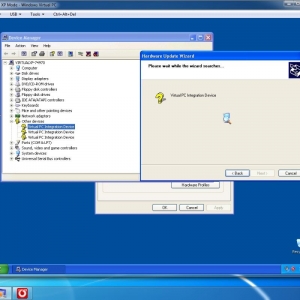 XP Mode - Windows Virtual PC
USB Tools Ctrl+Alt+Del
Device Manager
File Action View Help
Computer
Disk drives
Display adapters
DVD/CD-ROM drives
Floppy disk controllers
Floppy disk drives
IDE ATA/ATAPI controllers
Keyboards
Mice and other pointing devices
Network adapters
Other devices
Virtual PC Integration Device
Virtual PC Integration Device
Virtual PC Integration Device
Ports (COM & LPT)
Sound, video and game controllers
System devices
Universal Serial Bus controllers
Hardware Update Wizard
Please wait while the wizard searches...
Virtual PC Integration Device
< Back Next > Cancel
Hardware Profiles
OK Cancel Apply
Device Manager